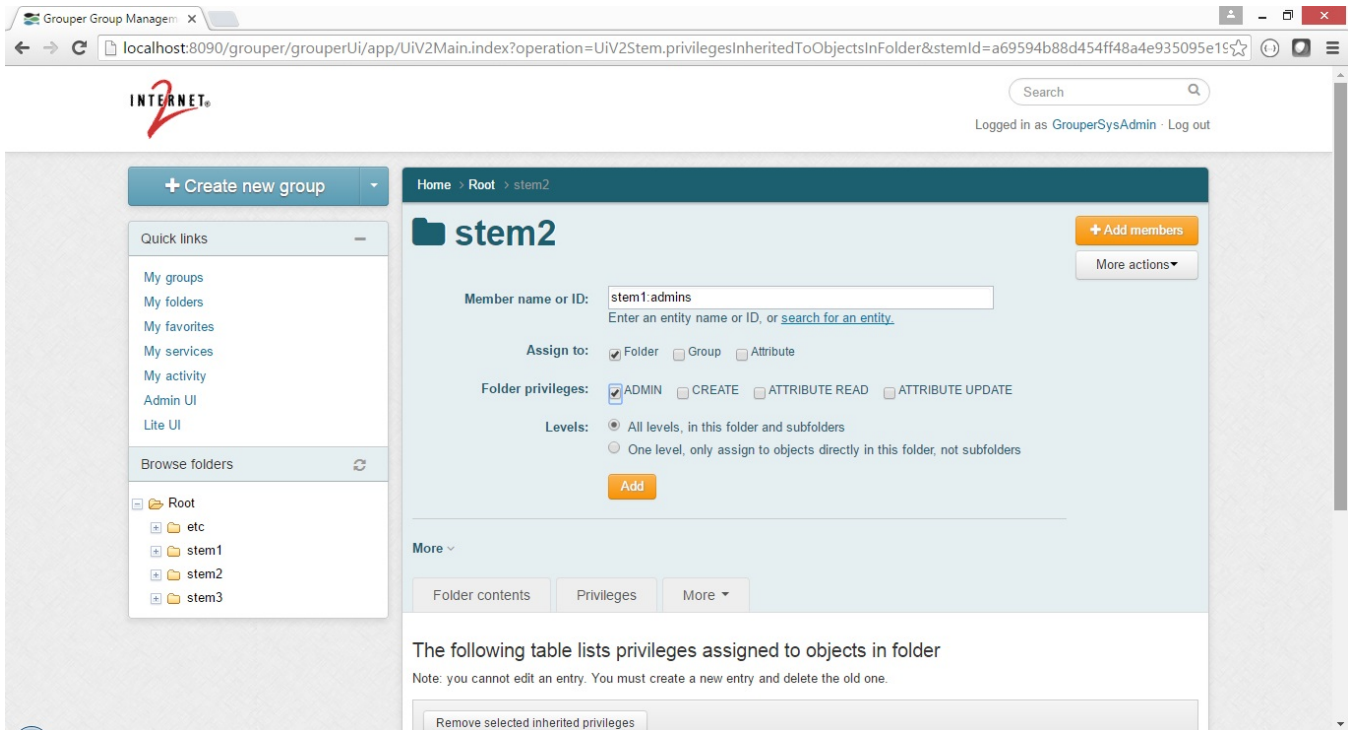 Grouper Group Managem
localhost:8090/grouper/grouperUi/app/UiV2Main.index?operation=UiV2Stem.privilegesInheritedToObjectsInFolder&stemId=a69594b88d454ff48a4e935095e19
INTERNET®
2
Search
Logged in as GrouperSysAdmin · Log out
+ Create new group
Quick links
My groups
My folders
My favorites
My services
My activity
Admin UI
Lite UI
Browse folders
Root
etc
stem1
stem2
stem3
Home > Root > stem2
stem2
+ Add members
More actions
Member name or ID: stem1:admins
Enter an entity name or ID, or search for an entity.
Assign to: Folder Group Attribute
Folder privileges: ADMIN CREATE ATTRIBUTE READ ATTRIBUTE UPDATE
Levels: All levels, in this folder and subfolders
One level, only assign to objects directly in this folder, not subfolders
Add
More
Folder contents Privileges More
The following table lists privileges assigned to objects in folder
Note: you cannot edit an entry. You must create a new entry and delete the old one.
Remove selected inherited privileges